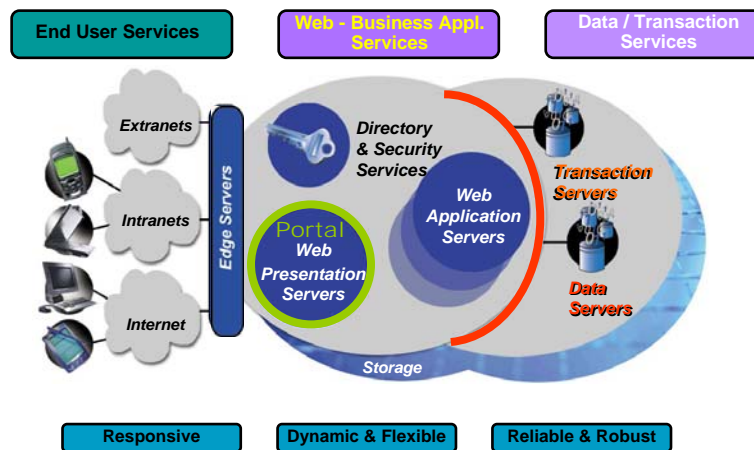 End User Services
Web - Business Appl.
Services
Data / Transaction
Services
Extranets
Intranets
Internet
Edge Servers
Directory
& Security
Services
Portal
Web
Presentation
Servers
Web
Application
Servers
Transaction
Servers
Data
Servers
Storage
Responsive
Dynamic & Flexible
Reliable & Robust